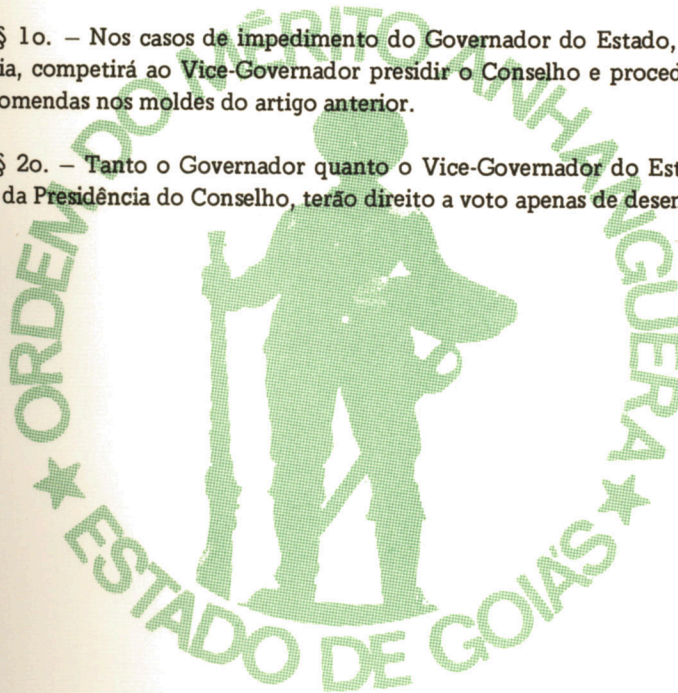 § 1o. — Nos casos de impedimento do Governador do Estado,
ia, competirá ao Vice-Governador presidir o Conselho e proced
omendas nos moldes do artigo anterior.
§ 2o. — Tanto o Governador quanto o Vice-Governador do Est
da Presidência do Conselho, terão direito a voto apenas de desen
ORDEM DO MÉRITO ANHANGUERA
ESTADO DE GOIÁS